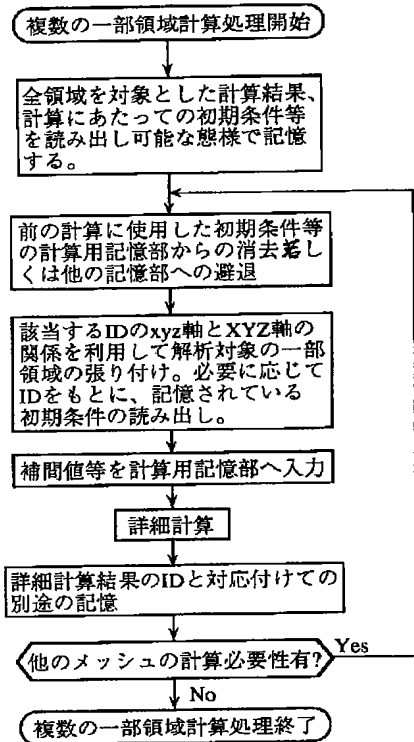 複数の一部領域計算処理開始
全領域を対象とした計算結果、
計算にあたっての初期条件等
を読み出し可能な態様で記憶
する。
前の計算に使用した初期条件等
の計算用記憶部からの消去若し
くは他の記憶部への避退
該当するIDのxyz軸とXYZ軸の
関係を利用して解析対象の一部
領域の張り付け。必要に応じて
IDをもとに、記憶されている
初期条件の読み出し。
補間値等を計算用記憶部へ入力
詳細計算
詳細計算結果のIDと対応付けての
別途の記憶
他のメッシュの計算必要性有?
Yes
No
複数の一部領域計算処理終了